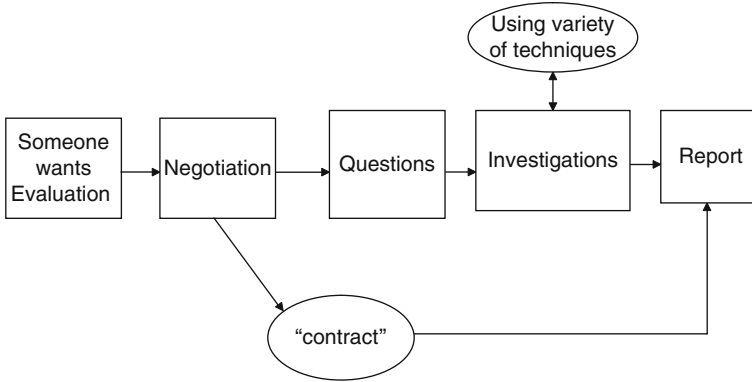 Using variety
of techniques
Someone
wants
Evaluation
Negotiation
Questions
Investigations
Report
“contract”